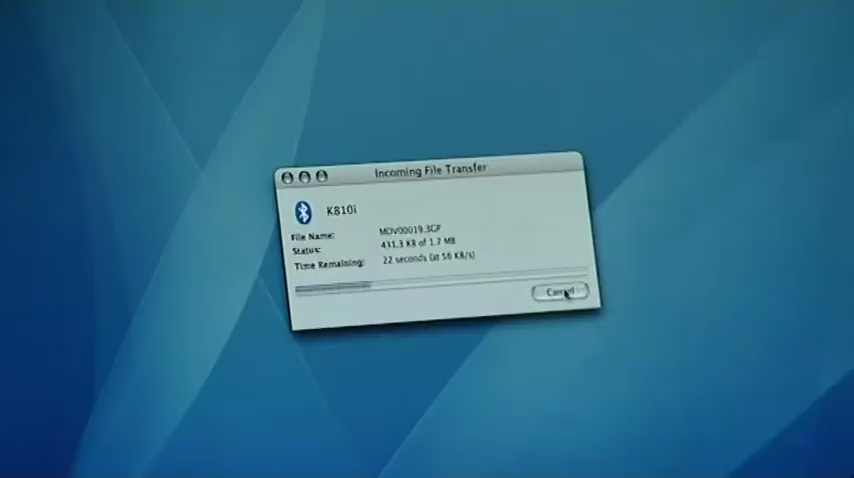 Incoming File Transfer
K810i
File Name: MOV00019.3GP
Status: 431.3 KB of 1.7 MB
Time Remaining: 22 seconds (at 56 KB/s)
Cancel